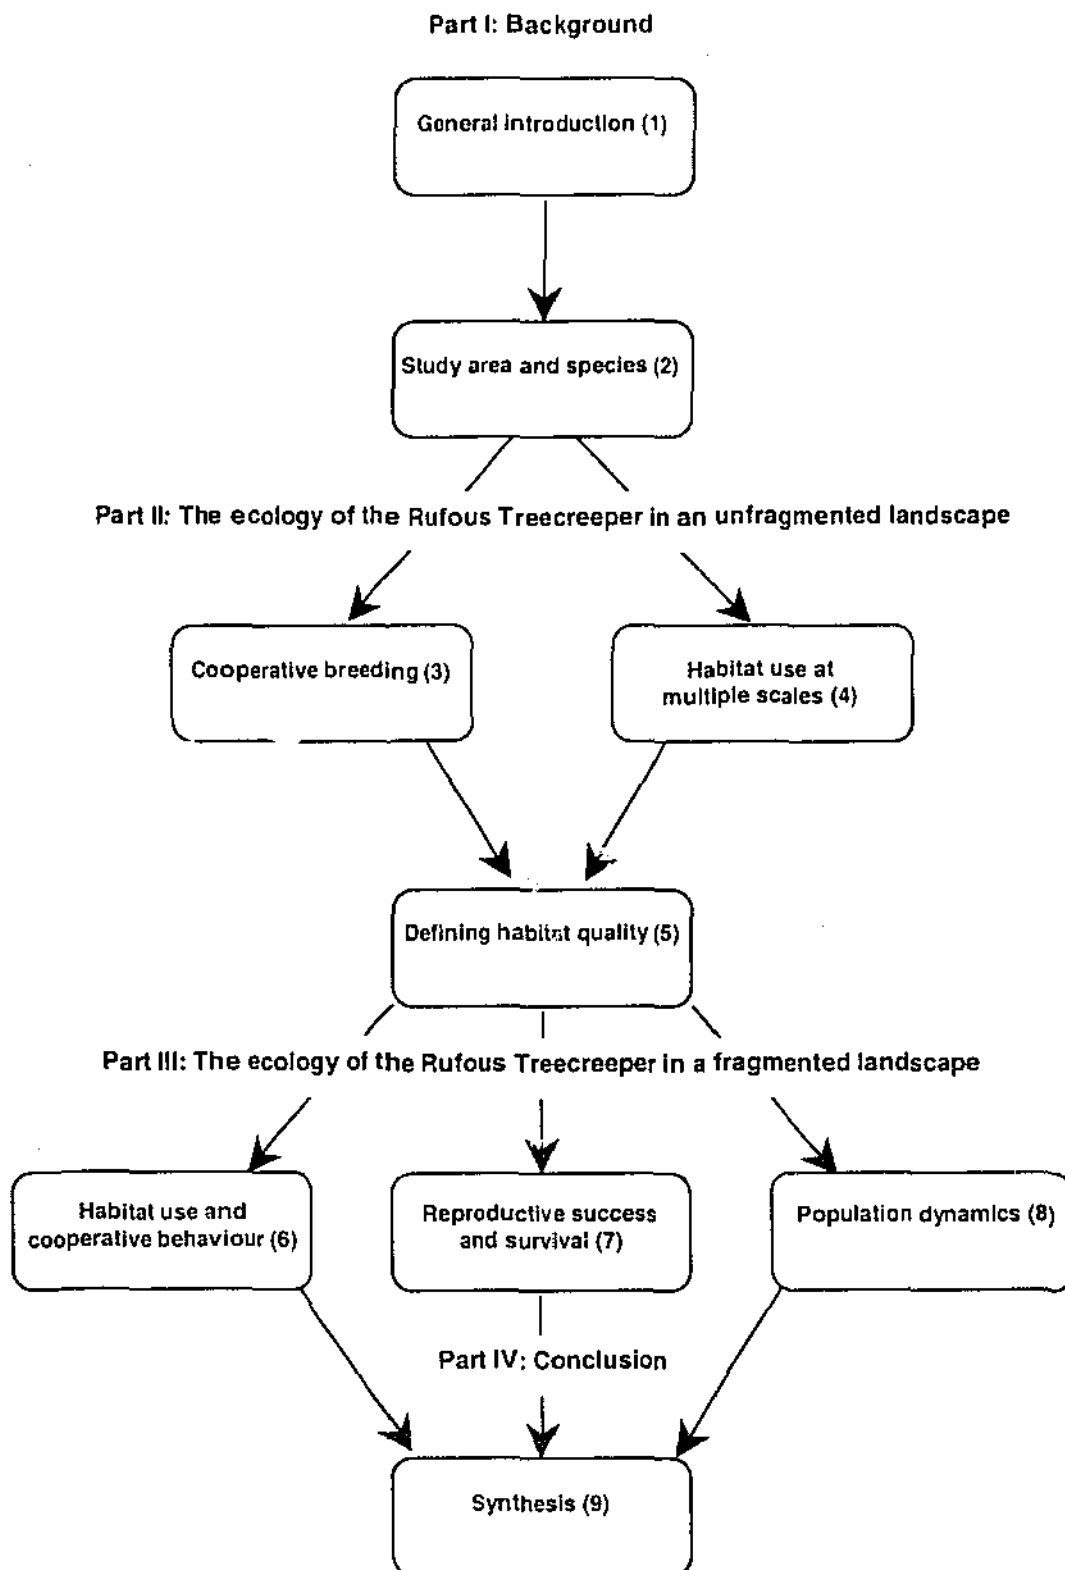 Part I: Background
General introduction (1)
Study area and species (2)
Part II: The ecology of the Rufous Treecreeper in an unfragmented landscape
Cooperative breeding (3)
Habitat use at
multiple scales (4)
Defining habitat quality (5)
Part III: The ecology of the Rufous Treecreeper in a fragmented landscape
Habitat use and
cooperative behaviour (6)
Reproductive success
and survival (7)
Population dynamics (8)
Part IV: Conclusion
Synthesis (9)